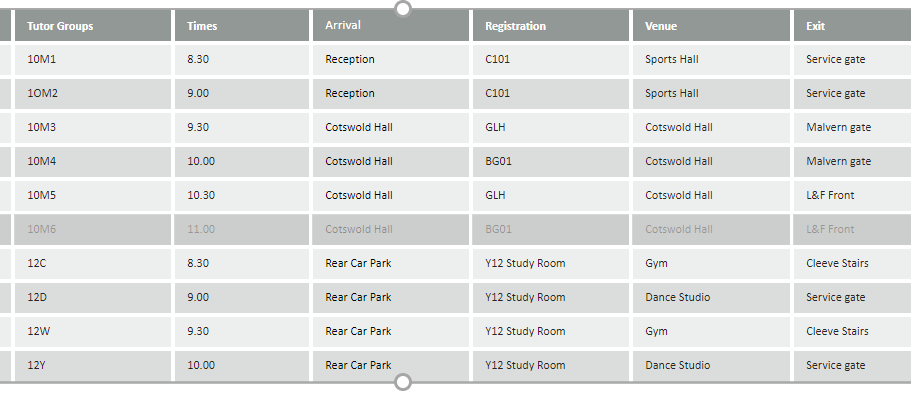 Tutor Groups Times Arrival Registration Venue Exit
10M1 8.30 Reception C101 Sports Hall Service gate
1OM2 9.00 Reception C101 Sports Hall Service gate
10M3 9.30 Cotswold Hall GLH Cotswold Hall Malvern gate
10M4 10.00 Cotswold Hall BG01 Cotswold Hall Malvern gate
10M5 10.30 Cotswold Hall GLH Cotswold Hall L&F Front
10M6 11.00 Cotswold Hall BG01 Cotswold Hall L&F Front
12C 8.30 Rear Car Park Y12 Study Room Gym Cleeve Stairs
12D 9.00 Rear Car Park Y12 Study Room Dance Studio Service gate
12W 9.30 Rear Car Park Y12 Study Room Gym Cleeve Stairs
12Y 10.00 Rear Car Park Y12 Study Room Dance Studio Service gate